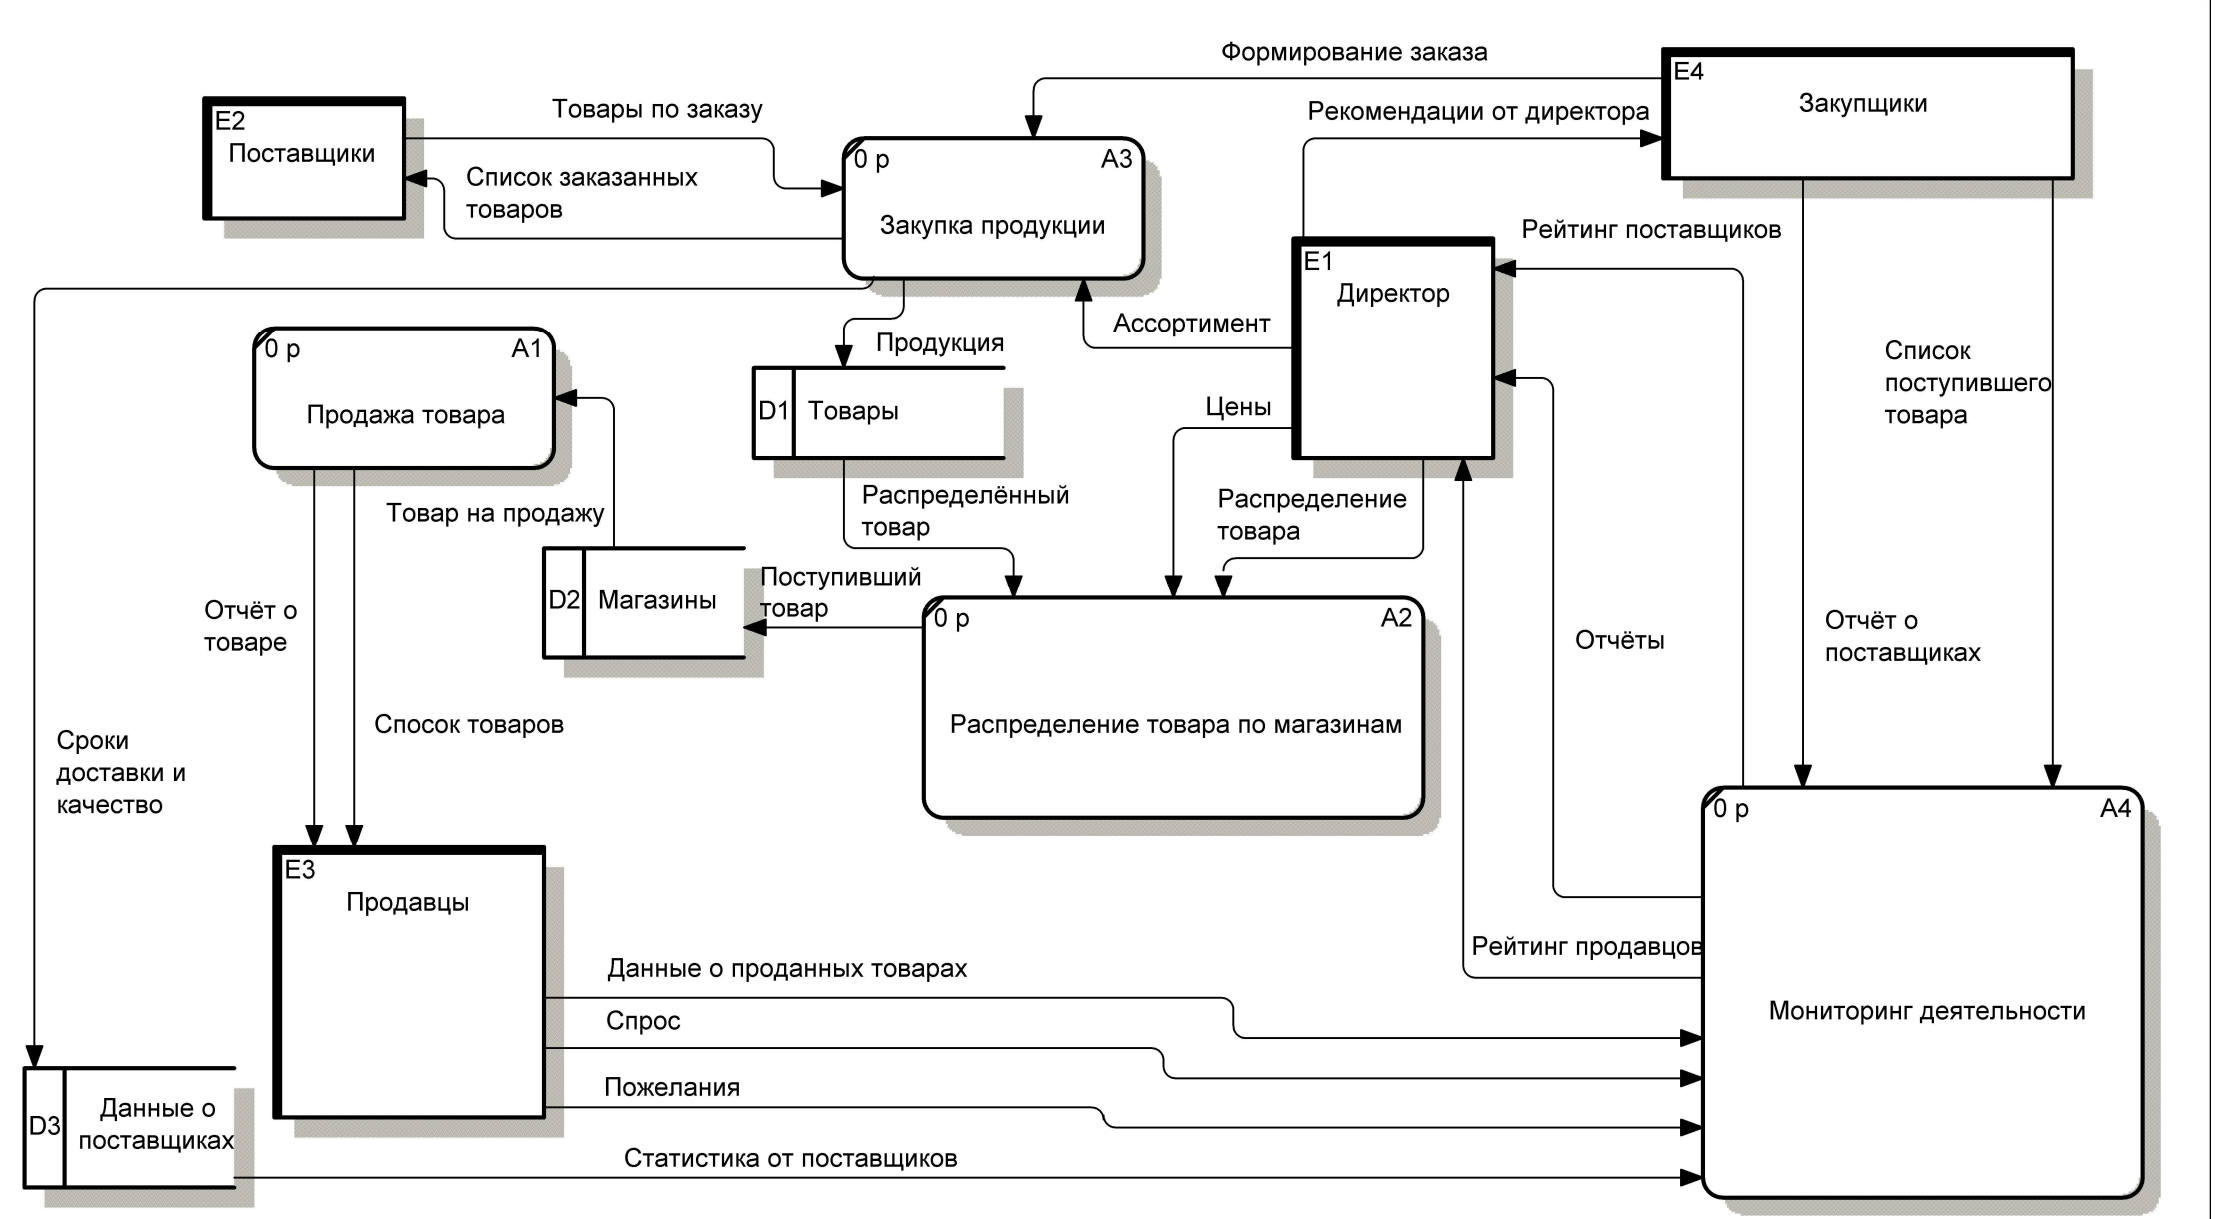 Формирование заказа
E4
Закупщики
Рекомендации от директора
E2
Поставщики
Товары по заказу
Список заказанных
товаров
0 р
A3
Закупка продукции
Рейтинг поставщиков
E1
Директор
Ассортимент
Продукция
0 р
A1
Продажа товара
D1
Товары
Цены
Список
поступившего
товара
Товар на продажу
Распределённый
товар
Распределение
товара
D2
Магазины
Поступивший
товар
0 р
A2
Распределение товара по магазинам
Отчёт о
товаре
Отчёты
Отчёт о
поставщиках
Спосок товаров
Сроки
доставки и
качество
0 р
A4
Мониторинг деятельности
E3
Продавцы
Рейтинг продавцов
Данные о проданных товарах
Спрос
Пожелания
D3
Данные о
поставщиках
Статистика от поставщиков